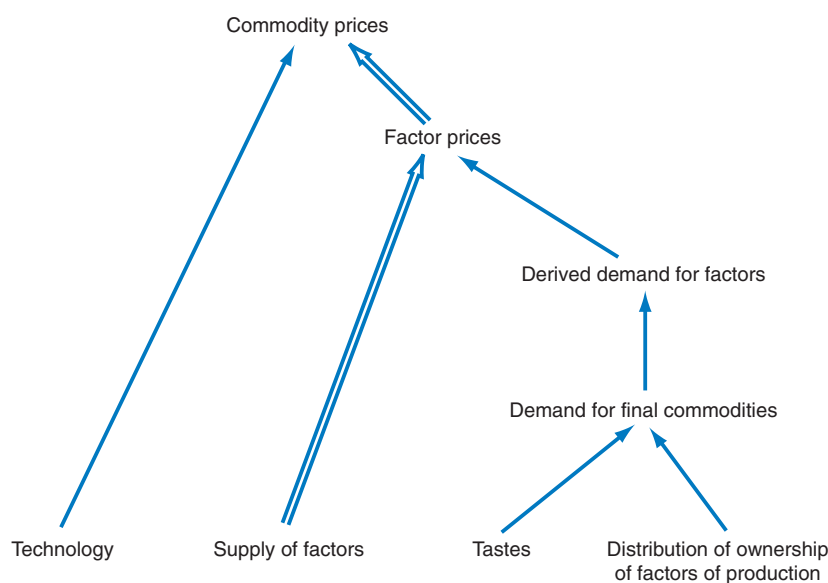 Commodity prices
Factor prices
Derived demand for factors
Demand for final commodities
Technology
Supply of factors
Tastes
Distribution of ownership
of factors of production